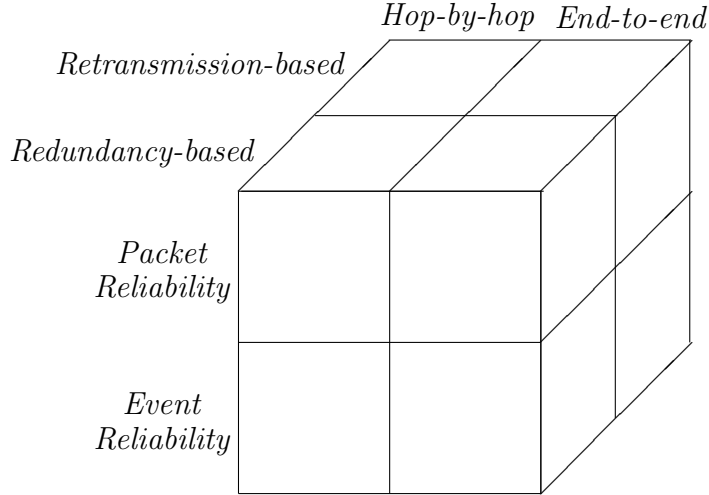 Hop-by-hop End-to-end
Retransmission-based
Redundancy-based
Packet
Reliability
Event
Reliability